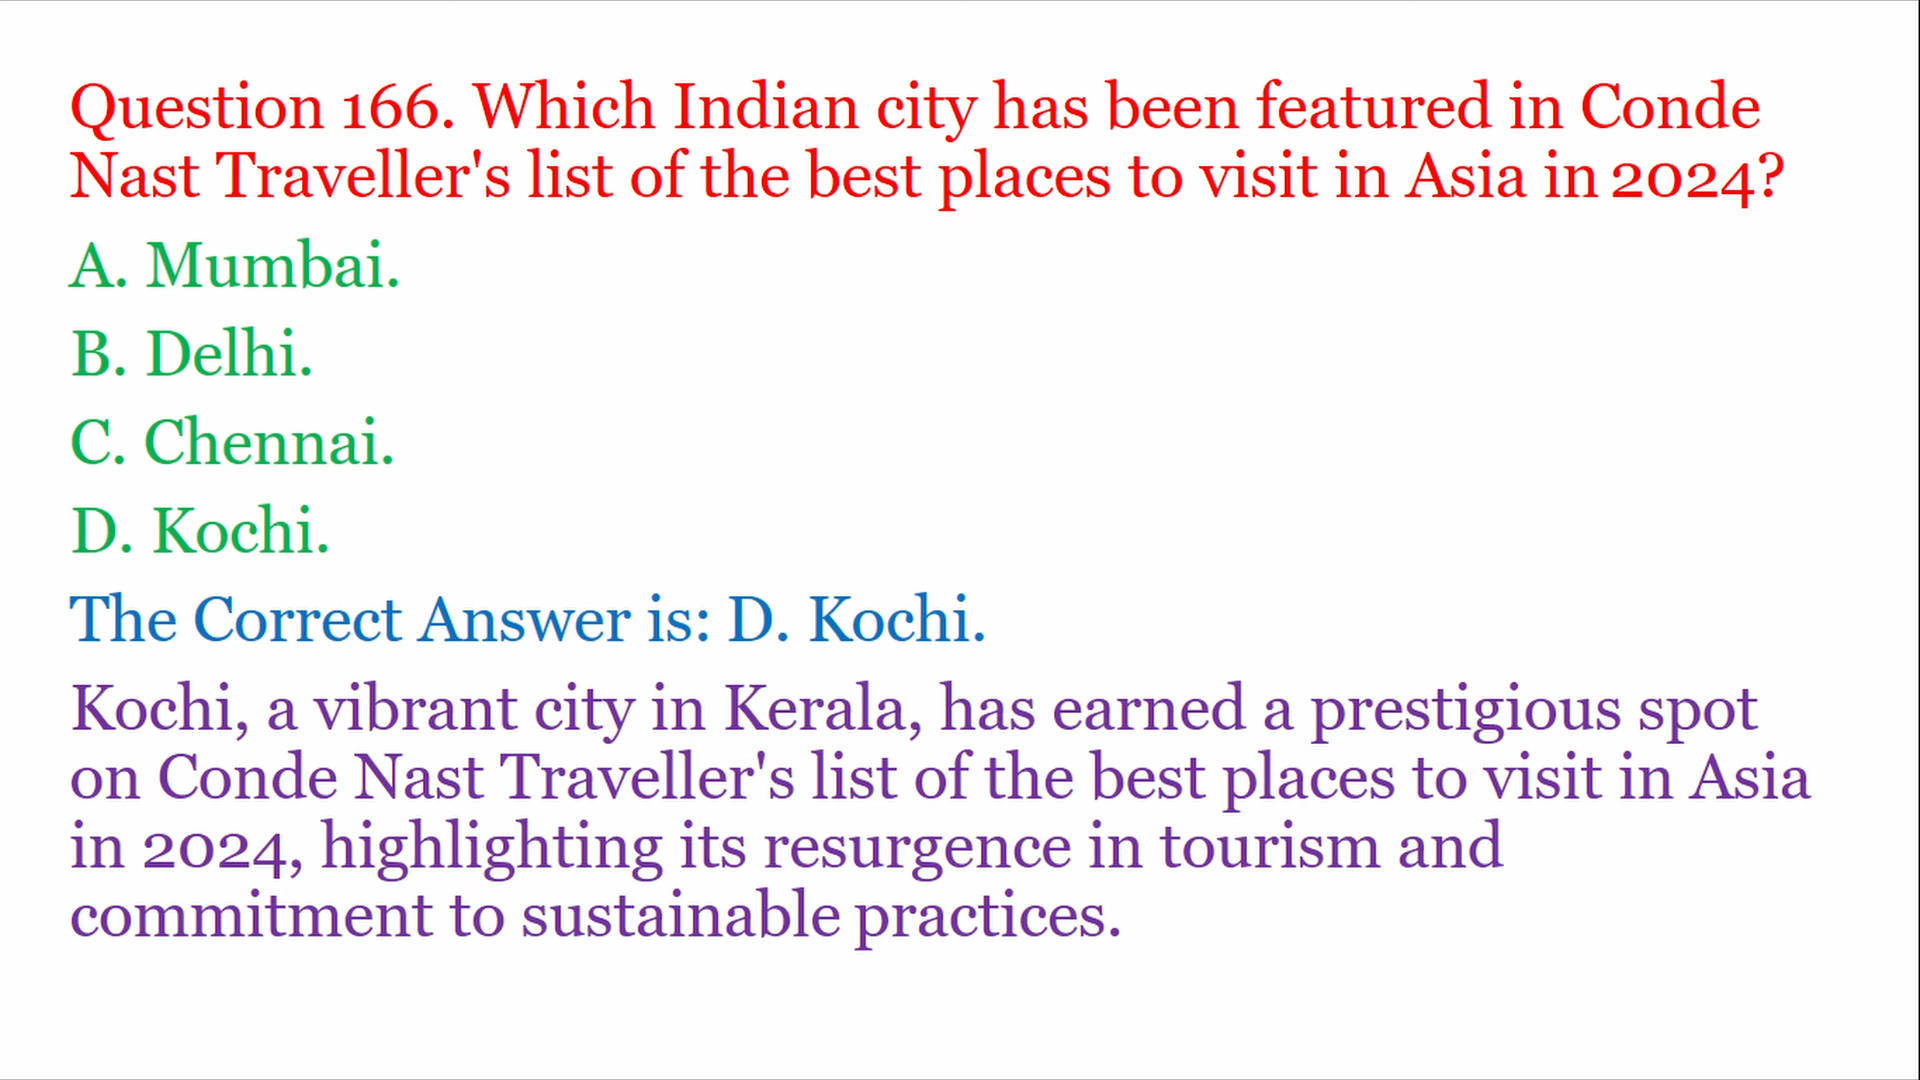 Question 166. Which Indian city has been featured in Conde
Nast Traveller's list of the best places to visit in Asia in 2024?
A. Mumbai.
B. Delhi.
C. Chennai.
D. Kochi.
The Correct Answer is: D. Kochi.
Kochi, a vibrant city in Kerala, has earned a prestigious spot
on Conde Nast Traveller's list of the best places to visit in Asia
in 2024, highlighting its resurgence in tourism and
commitment to sustainable practices.